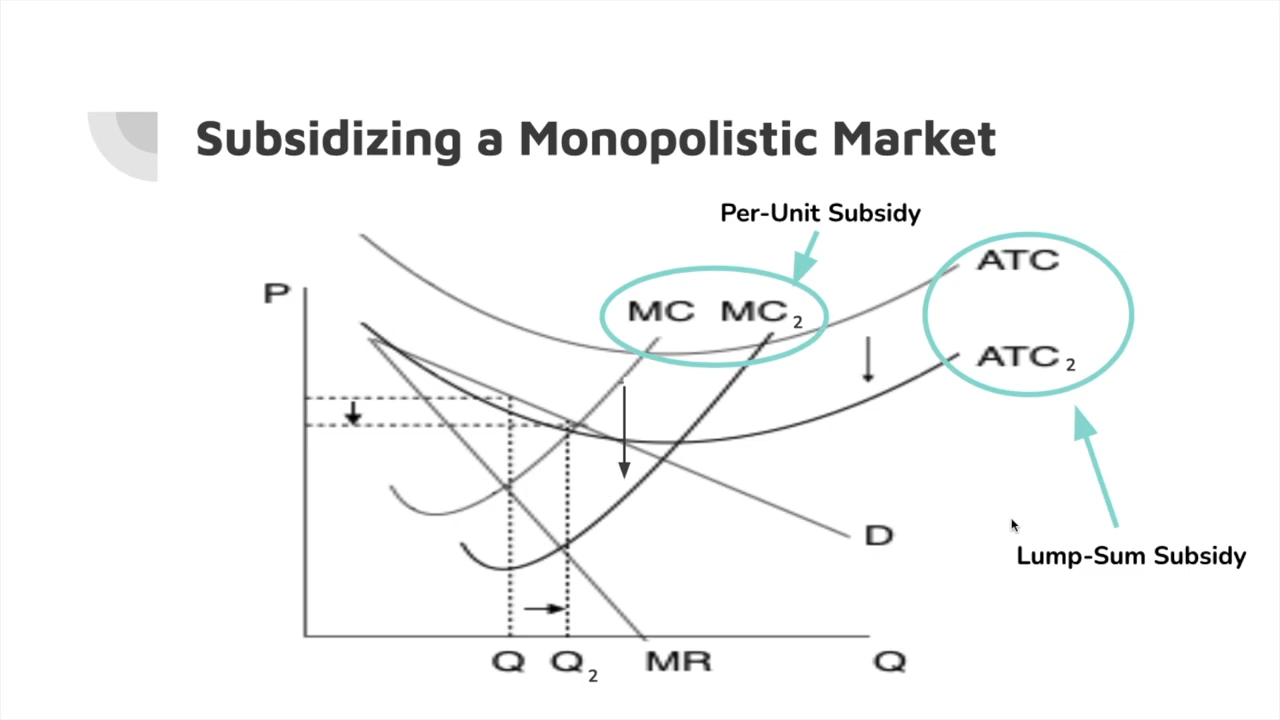 Subsidizing a Monopolistic Market
Per-Unit Subsidy
ATC
P
MC MC2
ATC2
D
Lump-Sum Subsidy
Q Q2 MR Q